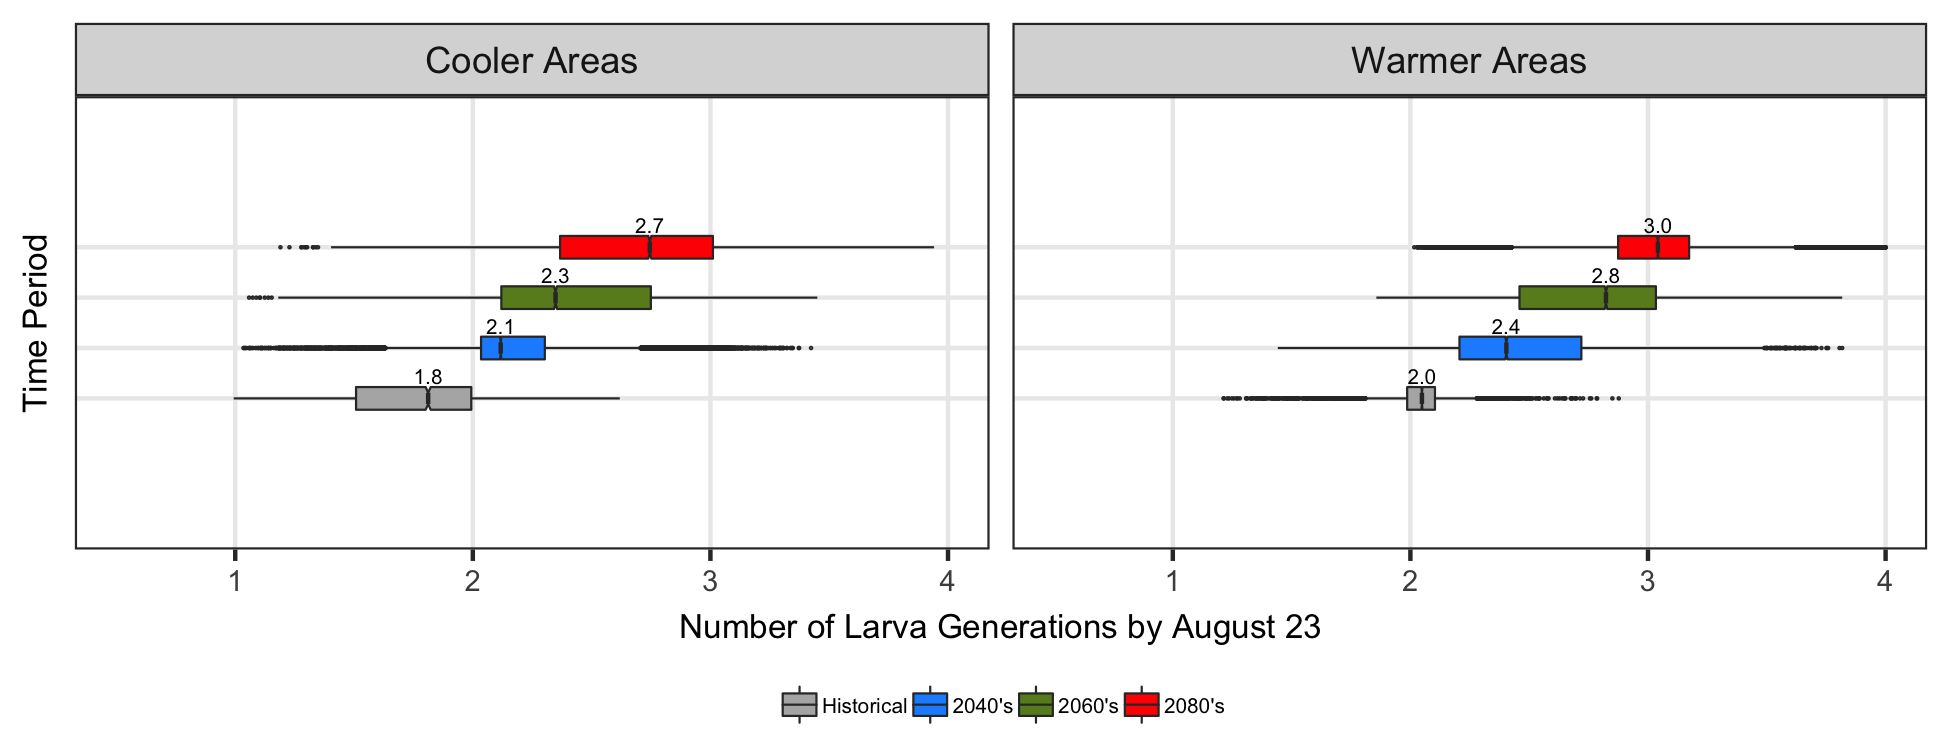 Cooler Areas
Warmer Areas
Time Period
2.7
2.3
2.1
1.8
3.0
2.8
2.4
2.0
1 2 3 4
1 2 3 4
Number of Larva Generations by August 23
Historical 2040's 2060's 2080's